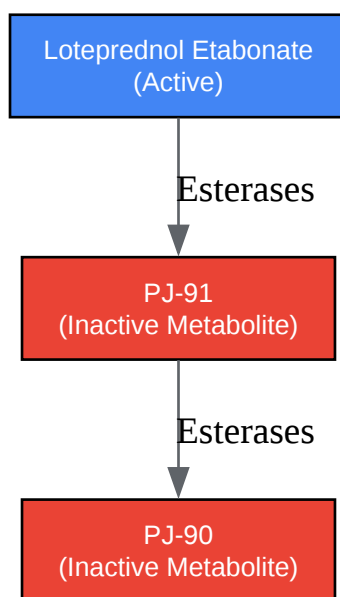 Loteprednol Etabonate
(Active)
Esterases
PJ-91
(Inactive Metabolite)
Esterases
PJ-90
(Inactive Metabolite)